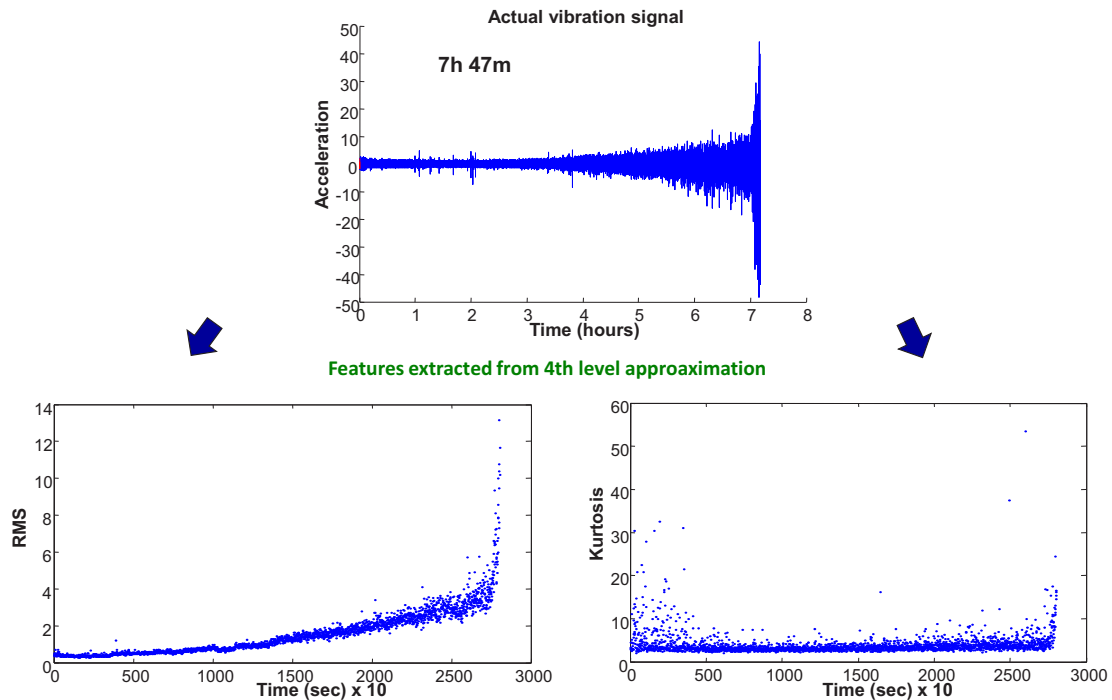 Actual vibration signal
50
40
30
20
10
0
-10
-20
-30
-40
-50
Acceleration
7h 47m
0 1 2 3 4 5 6 7 8
Time (hours)
Features extracted from 4th level approaximation
14
12
10
8
6
4
2
0
RMS
0 500 1000 1500 2000 2500 3000
Time (sec) x 10
60
50
40
30
20
10
0
Kurtosis
0 500 1000 1500 2000 2500 3000
Time (sec) x 10